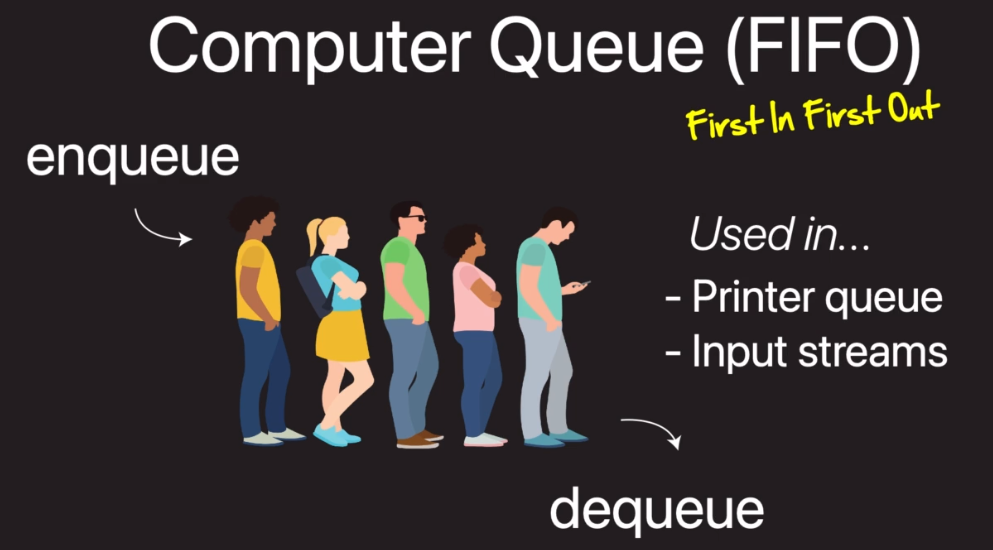 Computer Queue (FIFO)
First In First Out
enqueue
Used in...
- Printer queue
- Input streams
dequeue